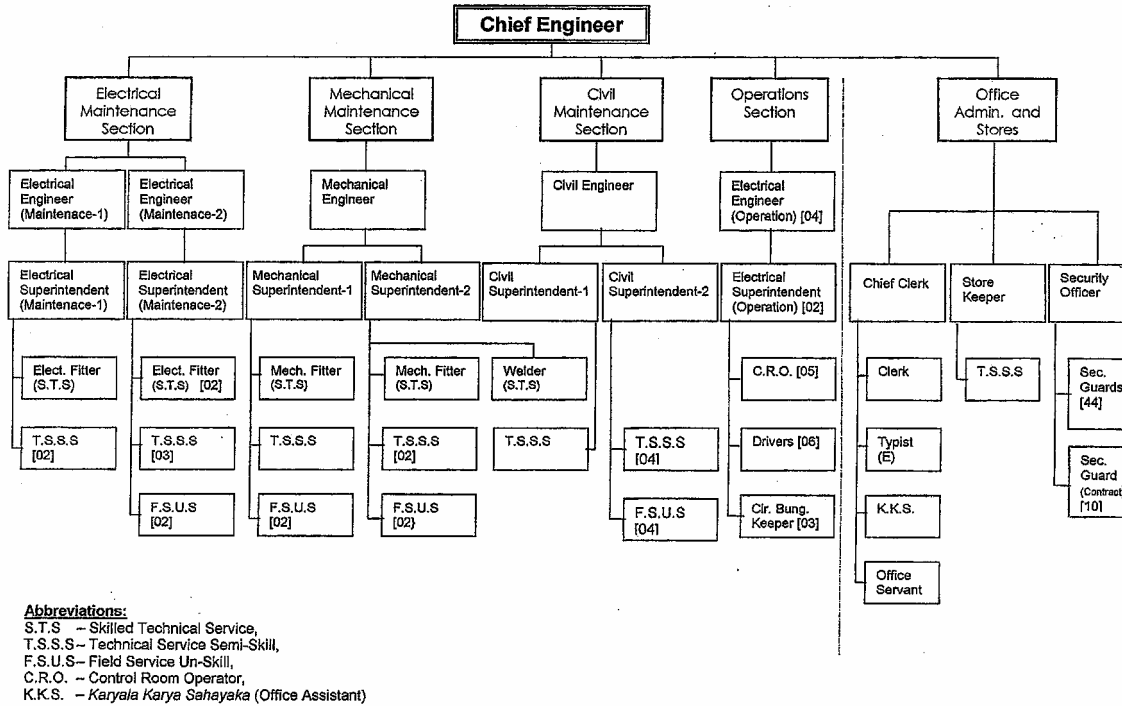 Chief Engineer
Electrical
Maintenance
Section
Mechanical
Maintenance
Section
Civil
Maintenance
Section
Operations
Section
Office
Admin. and
Stores
Electrical
Engineer
(Maintenace-1)
Electrical
Engineer
(Maintenace-2)
Mechanical
Engineer
Civil Engineer
Electrical
Engineer
(Operation) [04]
Electrical
Superintendent
(Maintenace-1)
Electrical
Superintendent
(Maintenace-2)
Mechanical
Superintendent-1
Mechanical
Superintendent-2
Civil
Superintendent-1
Civil
Superintendent-2
Electrical
Superintendent
(Operation) [02]
Chief Clerk
Store
Keeper
Security
Officer
Elect. Fitter
(S.T.S)
Elect. Fitter
(S.T.S) [02]
Mech. Fitter
(S.T.S)
Mech. Fitter
(S.T.S)
Welder
(S.T.S)
C.R.O. [05]
Clerk
T.S.S.S
Sec.
Guards
[44]
T.S.S.S
[02]
T.S.S.S
[03]
T.S.S.S
T.S.S.S
[02]
T.S.S.S
T.S.S.S
[04]
Drivers [06]
Typist
(E)
Sec.
Guard
(Contract)
[10]
F.S.U.S
[02]
F.S.U.S
[02]
F.S.U.S
[02}
F.S.U.S
[04]
Cir. Bung.
Keeper [03]
K.K.S.
Office
Servant
Abbreviations:
S.T.S – Skilled Technical Service,
T.S.S.S – Technical Service Semi-Skill,
F.S.U.S – Field Service Un-Skill,
C.R.O. – Control Room Operator,
K.K.S. – Karyala Karya Sahayaka (Office Assistant)